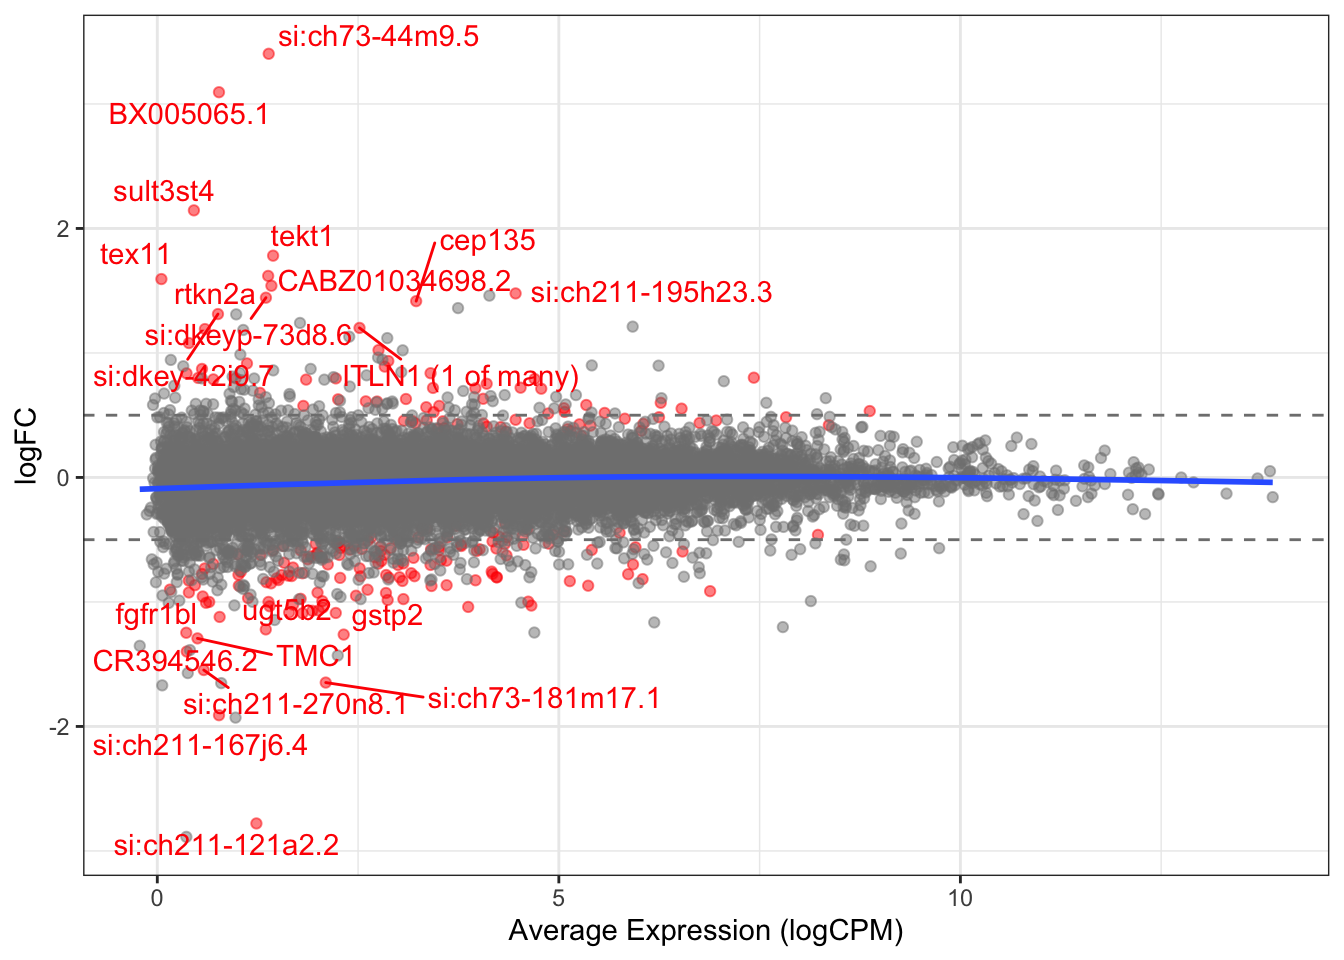 si:ch73-44m9.5
BX005065.1
sult3st4
tekt1
cep135
tex11
CABZ01034698.2
rtkn2a
si:ch211-195h23.3
si:dkeyp-73d8.6
si:dkey-42i9.7
ITLN1 (1 of many)
fgfr1bl
ugt5b2
gstp2
CR394546.2
TMC1
si:ch211-270n8.1
si:ch73-181m17.1
si:ch211-167j6.4
si:ch211-121a2.2
2
0
-2
logFC
0
5
10
Average Expression (logCPM)